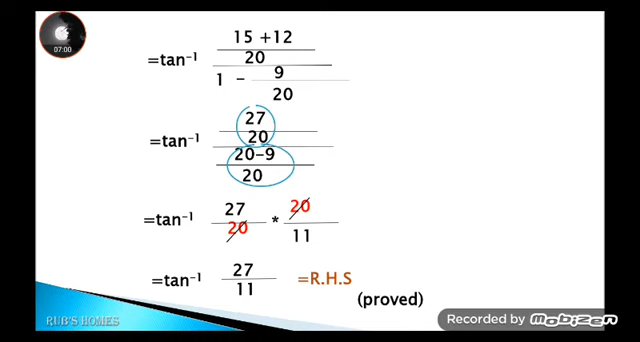 15 +12
=tan⁻¹ 20
1 − 9
20
27
=tan⁻¹ 20
20−9
20
=tan⁻¹ 27 * 20
20 11
=tan⁻¹ 27 =R.H.S
11
(proved)
07:00
RUB'S HOMES
Recorded by mobizen